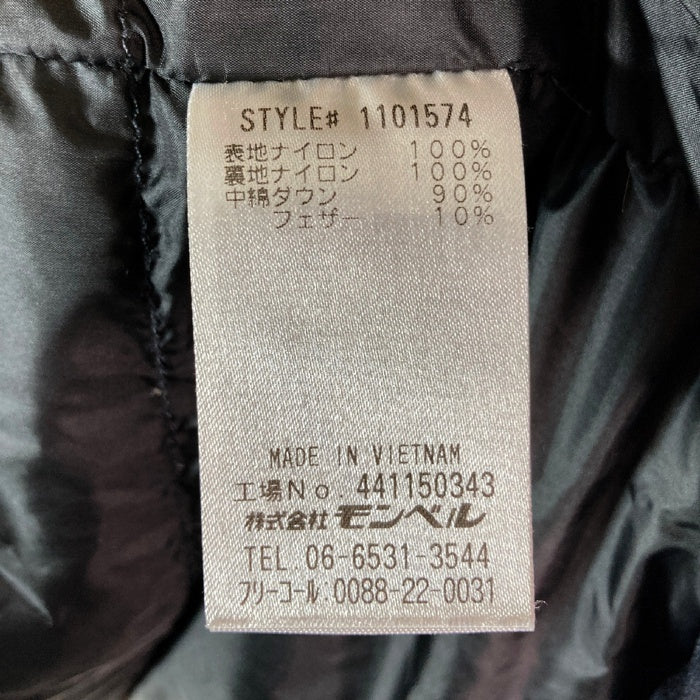 STYLE# 1101574
表地ナイロン 100%
裏地ナイロン 100%
中綿ダウン 90%
フェザー 10%
MADE IN VIETNAM
工場No. 441150343
株式会社 モンベル
TEL. 06-6531-3544
フリーコール:0088-22-0031